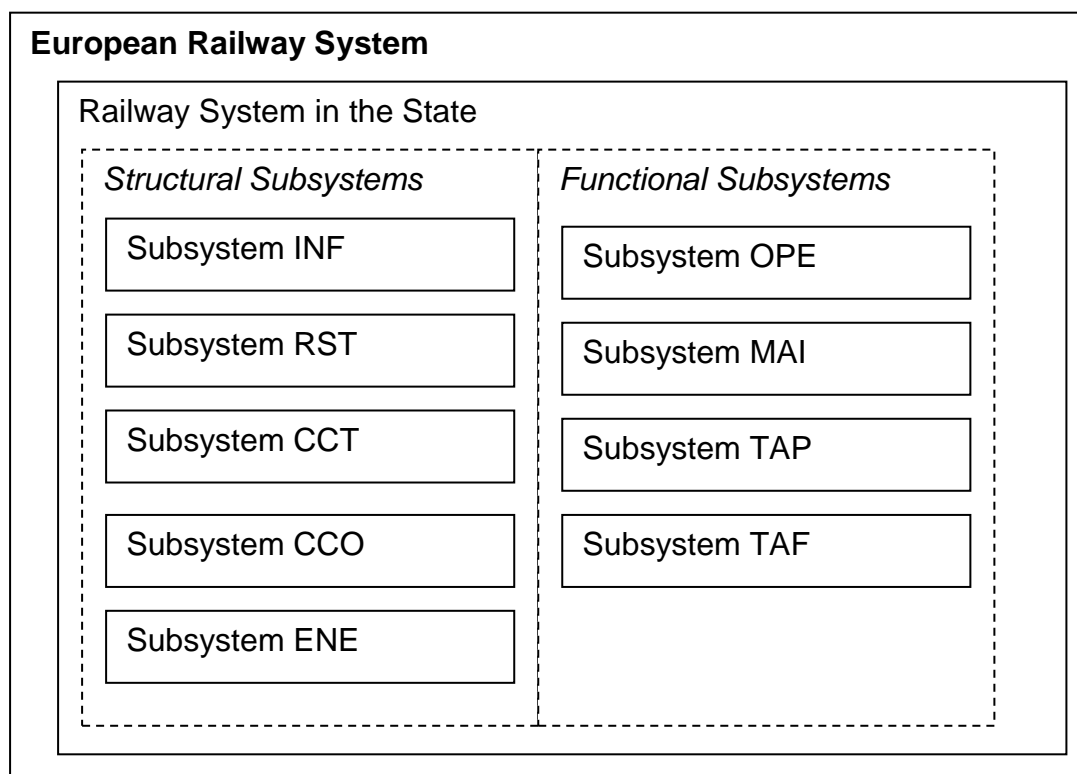 European Railway System
Railway System in the State
Structural Subsystems
Subsystem INF
Subsystem RST
Subsystem CCT
Subsystem CCO
Subsystem ENE
Functional Subsystems
Subsystem OPE
Subsystem MAI
Subsystem TAP
Subsystem TAF